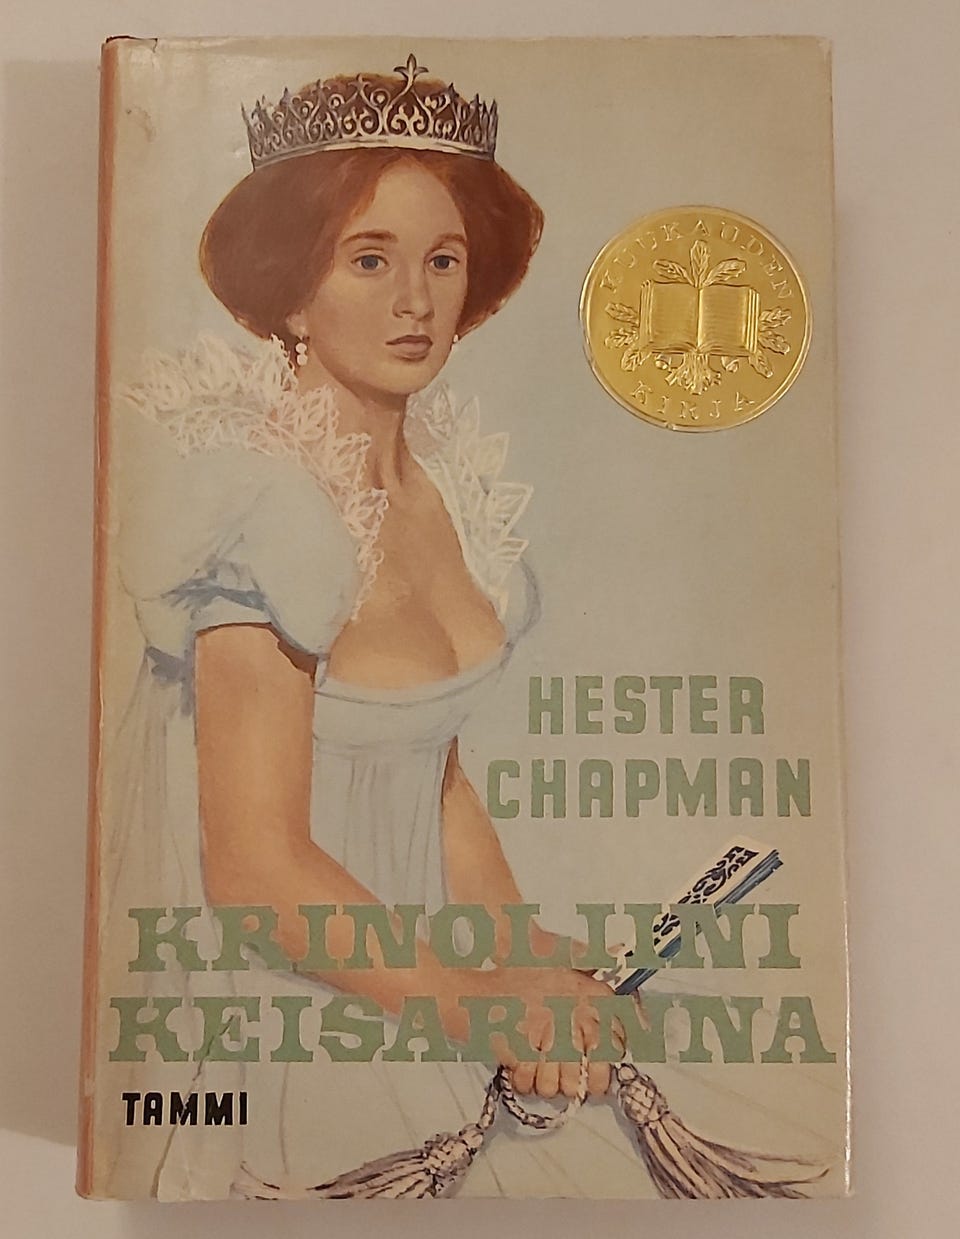 KUUKAUDEN
KIRJA
HESTER
CHAPMAN
KRINOLIINI
KEISARINNA
TAMMI